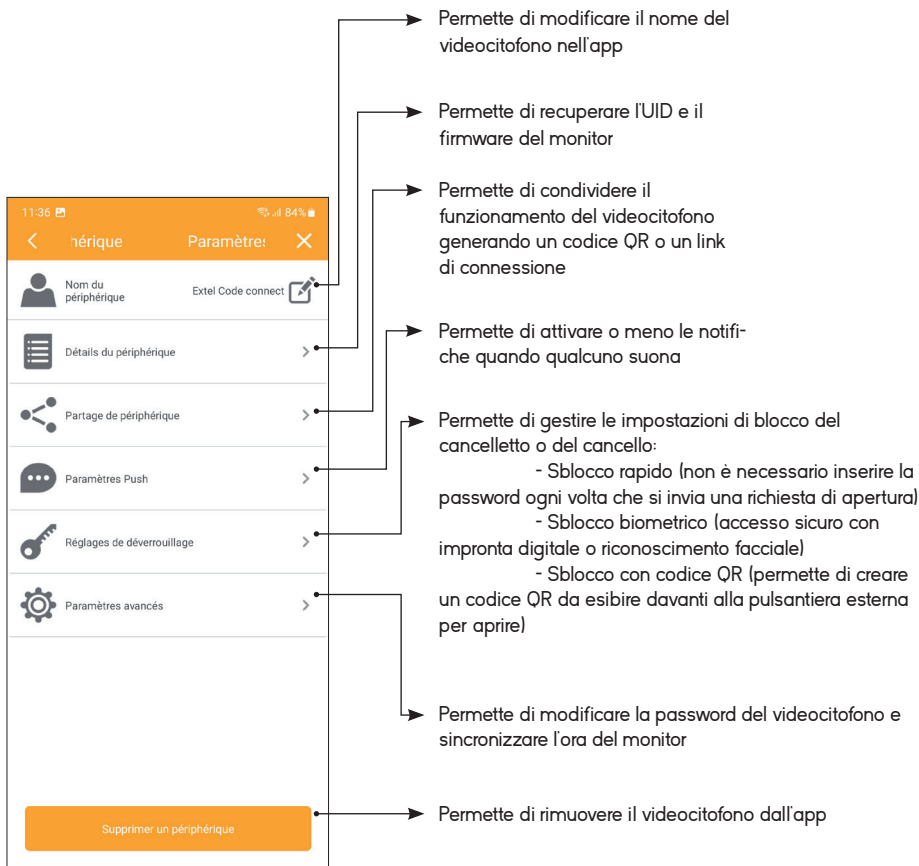 Permette di modificare il nome del
videocitofono nell'app
Permette di recuperare l'UID e il
firmware del monitor
Permette di condividere il
funzionamento del videocitofono
generando un codice QR o un link
di connessione
Permette di attivare o meno le notifi-
che quando qualcuno suona
Permette di gestire le impostazioni di blocco del
cancelletto o del cancello:
- Sblocco rapido (non è necessario inserire la
password ogni volta che si invia una richiesta di apertura)
- Sblocco biometrico (accesso sicuro con
impronta digitale o riconoscimento facciale)
- Sblocco con codice QR (permette di creare
un codice QR da esibire davanti alla pulsantiera esterna
per aprire)
Permette di modificare la password del videocitofono e
sincronizzare l'ora del monitor
Permette di rimuovere il videocitofono dall'app
11:36 84%
hérique Paramètres
Nom du
périphérique
Extel Code connect
Détails du périphérique
Partage de périphérique
Paramètres Push
Réglages de déverrouillage
Paramètres avancés
Supprimer un périphérique